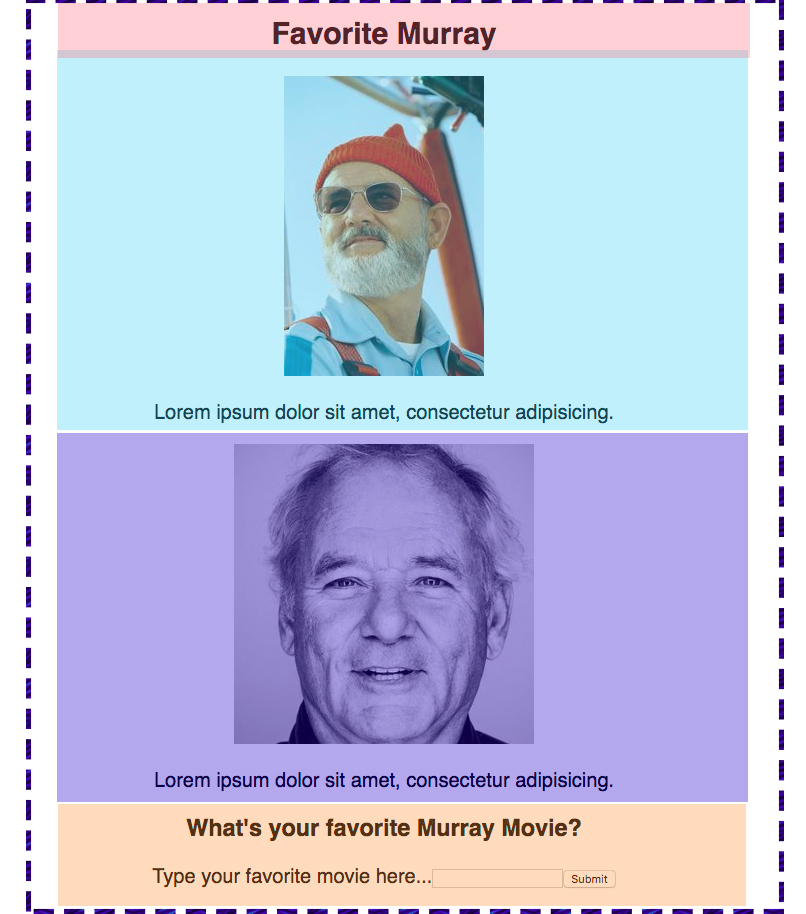 Favorite Murray
Lorem ipsum dolor sit amet, consectetur adipisicing.
Lorem ipsum dolor sit amet, consectetur adipisicing.
What's your favorite Murray Movie?
Type your favorite movie here... Submit